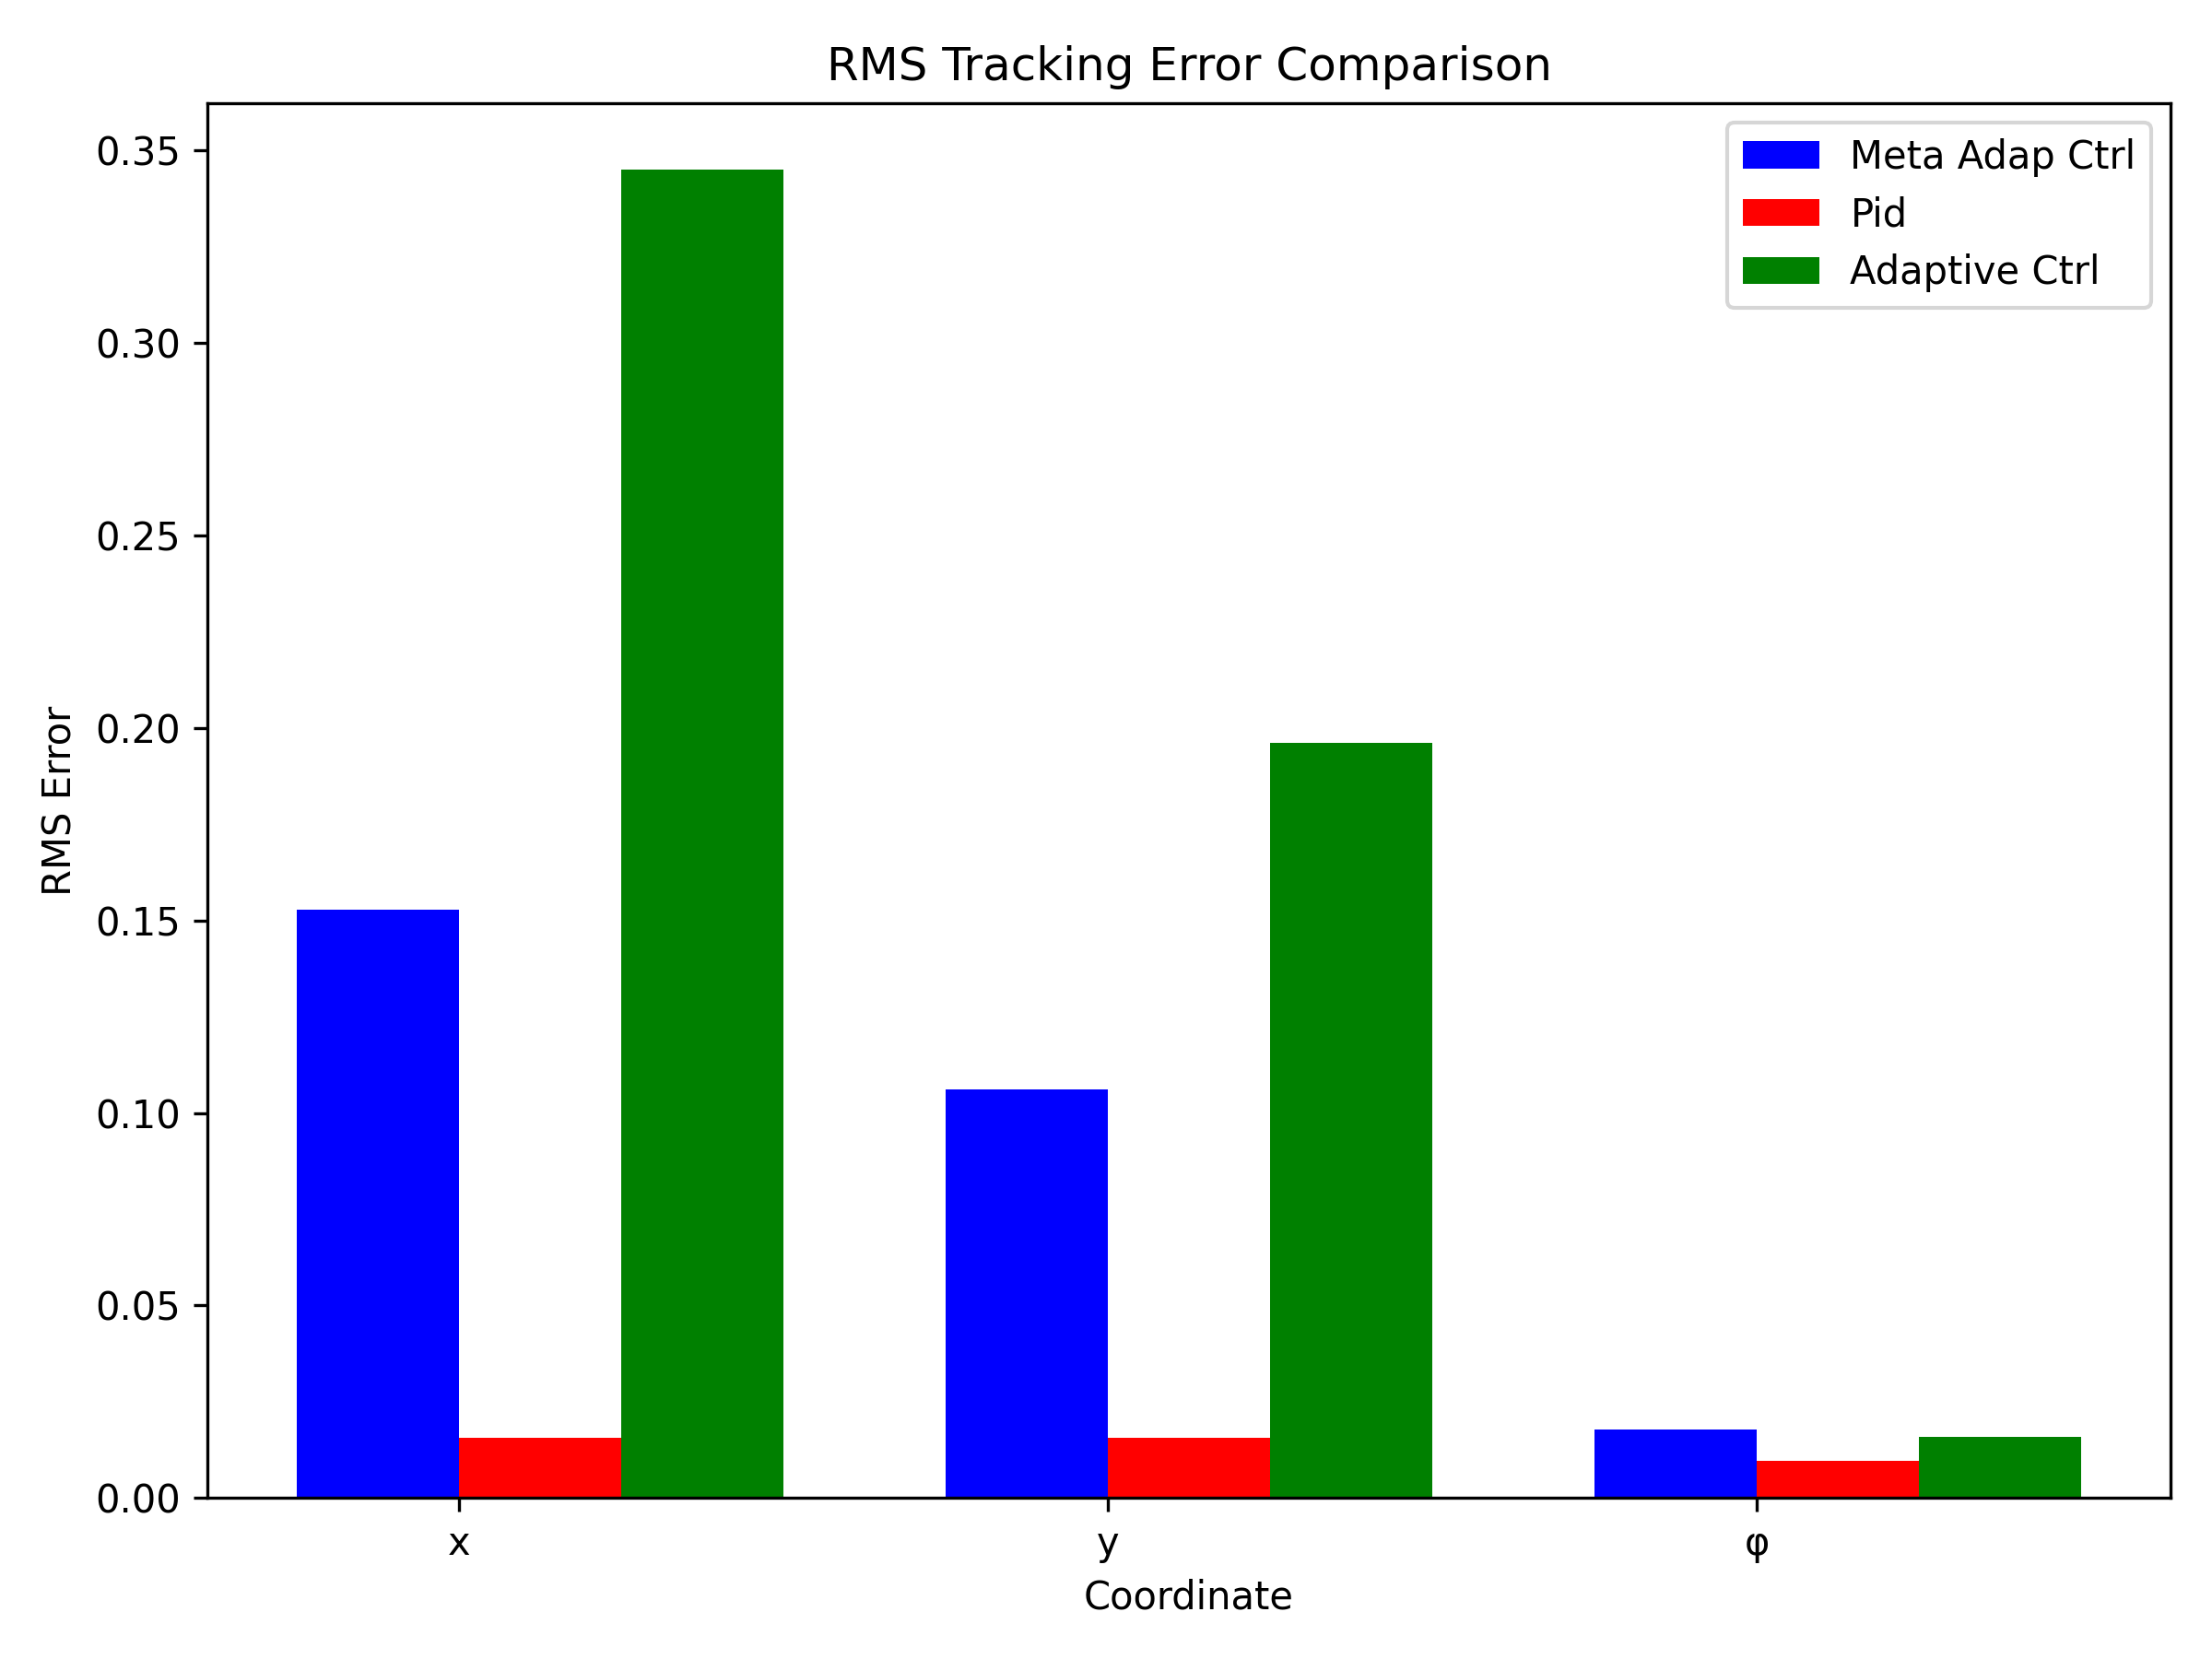 RMS Tracking Error Comparison
Meta Adap Ctrl
Pid
Adaptive Ctrl
RMS Error
0.35
0.30
0.25
0.20
0.15
0.10
0.05
0.00
x
y
φ
Coordinate